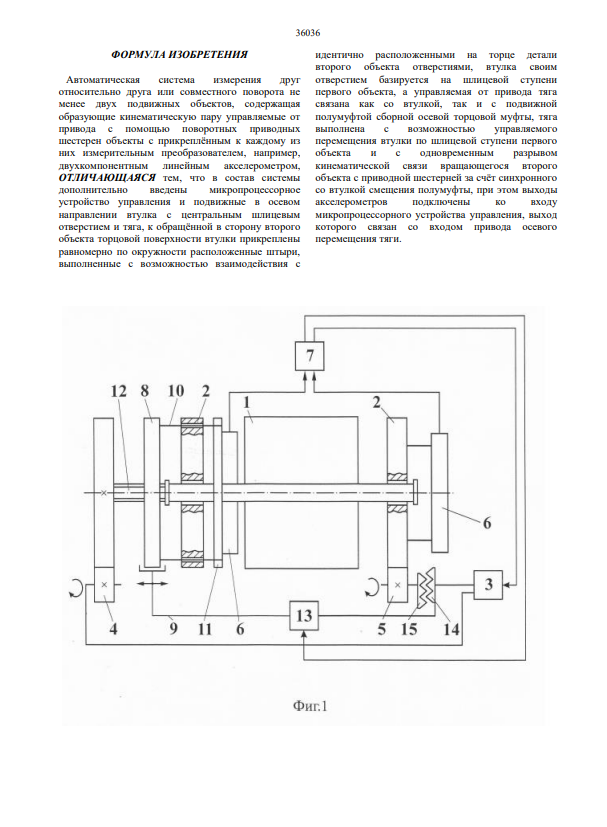 36036
ФОРМУЛА ИЗОБРЕТЕНИЯ
Автоматическая система измерения друг
относительно друга или совместного поворота не
менее двух подвижных объектов, содержащая
образующие кинематическую пару управляемые от
привода с помощью поворотных приводных
шестерен объекты с прикреплённым к каждому из
них измерительным преобразователем, например,
двухкомпонентным линейным акселерометром,
ОТЛИЧАЮЩАЯСЯ тем, что в состав системы
дополнительно введены микропроцессорное
устройство управления и подвижные в осевом
направлении втулка с центральным шлицевым
отверстием и тяга, к обращённой в сторону второго
объекта торцовой поверхности втулки прикреплены
равномерно по окружности расположенные штыри,
выполненные с возможностью взаимодействия с
идентично расположенными на торце детали
второго объекта отверстиями, втулка своим
отверстием базируется на шлицевой ступени
первого объекта, а управляемая от привода тяга
связана как со втулкой, так и с подвижной
полумуфтой сборной осевой торцовой муфты, тяга
выполнена с возможностью управляемого
перемещения втулки по шлицевой ступени первого
объекта и с одновременным разрывом
кинематической связи вращающегося второго
объекта с приводной шестерней за счёт синхронного
со втулкой смещения полумуфты, при этом выходы
акселерометров подключены ко входу
микропроцессорного устройства управления, выход
которого связан со входом привода осевого
перемещения тяги.
7
12 8 10 2 1 2
6
3
13
4 9 11 6 5 15 14
Фиг.1